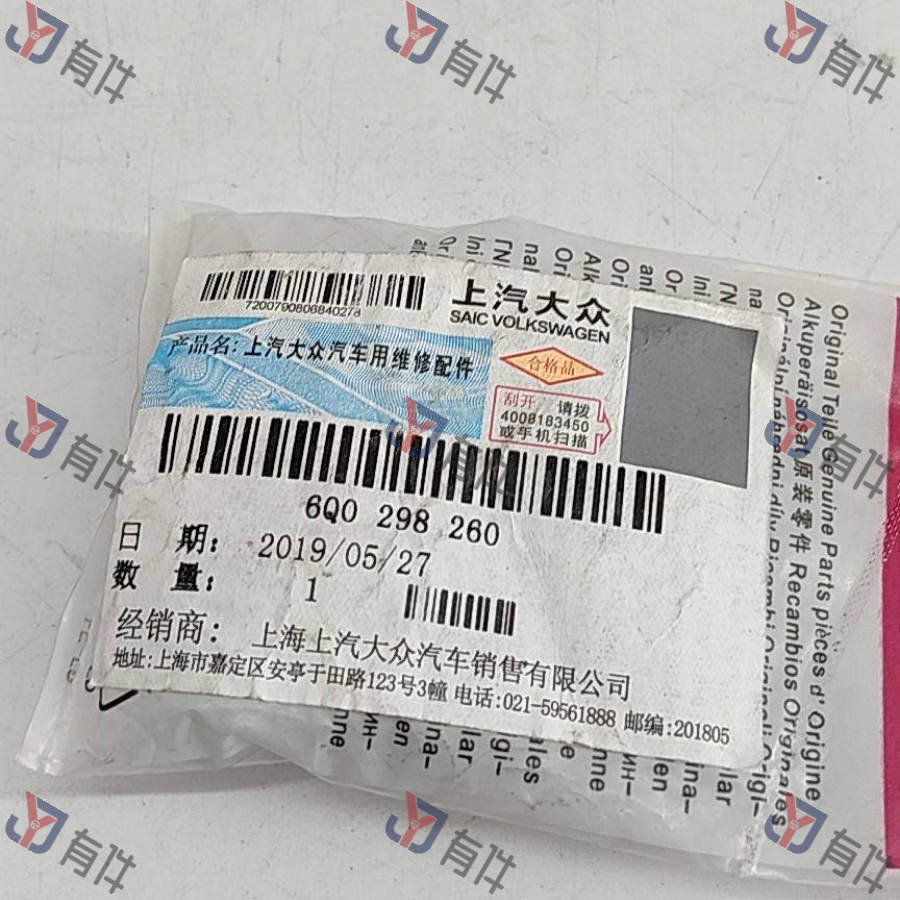 上汽大众
SAIC VOLKSWAGEN
7200790806840278
产品名:上汽大众汽车用维修配件
合格品
刮开 请拨
4008183450
或手机扫描
6Q0 298 260
日 期: 2019/05/27
数 量: 1
经销商: 上海上汽大众汽车销售有限公司
地址:上海市嘉定区安亭于田路123号3幢 电话:021-59561888 邮编:201805
Original Teile Genuine Parts pièces d'Origine
Alkuperäisosat 原装零件 Recambios Originales
有件
有件
有件
有件
有件
有件
有件
有件
有件